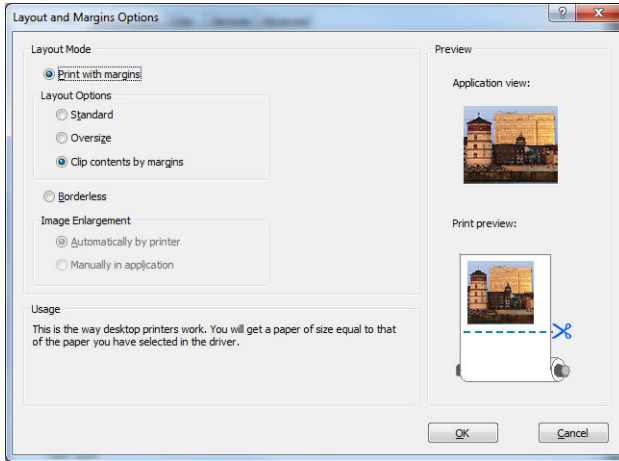 Layout and Margins Options
Layout Mode
Print with margins
Layout Options
Standard
Oversize
Clip contents by margins
Borderless
Image Enlargement
Automatically by printer
Manually in application
Usage
This is the way desktop printers work. You will get a paper of size equal to that
of the paper you have selected in the driver.
Preview
Application view:
Print preview:
OK
Cancel